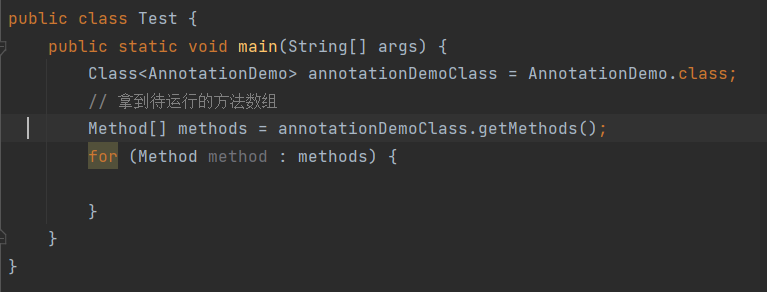 public class Test {
    public static void main(String[] args) {
        Class<AnnotationDemo> annotationDemoClass = AnnotationDemo.class;
        // 拿到待运行的方法数组
        Method[] methods = annotationDemoClass.getMethods();
        for (Method method : methods) {
        }
    }
}